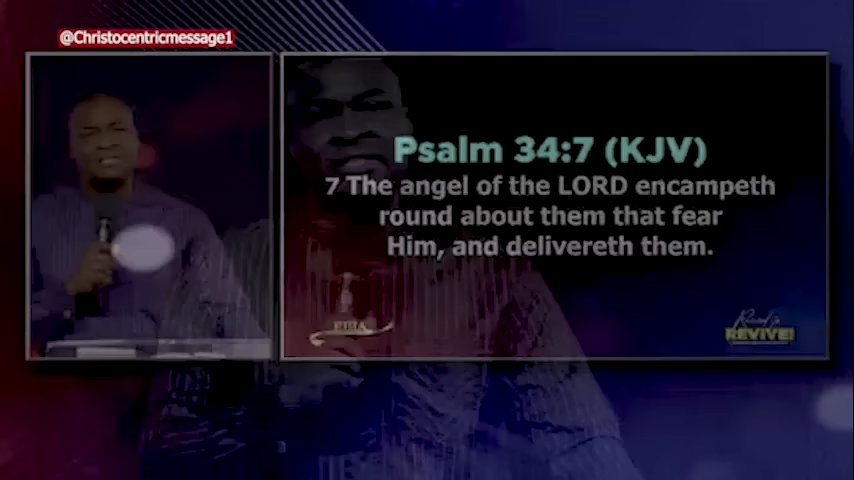 @Christocentricmessage1
Psalm 34:7 (KJV)
7 The angel of the LORD encampeth
round about them that fear
Him, and delivereth them.
REVIVE!